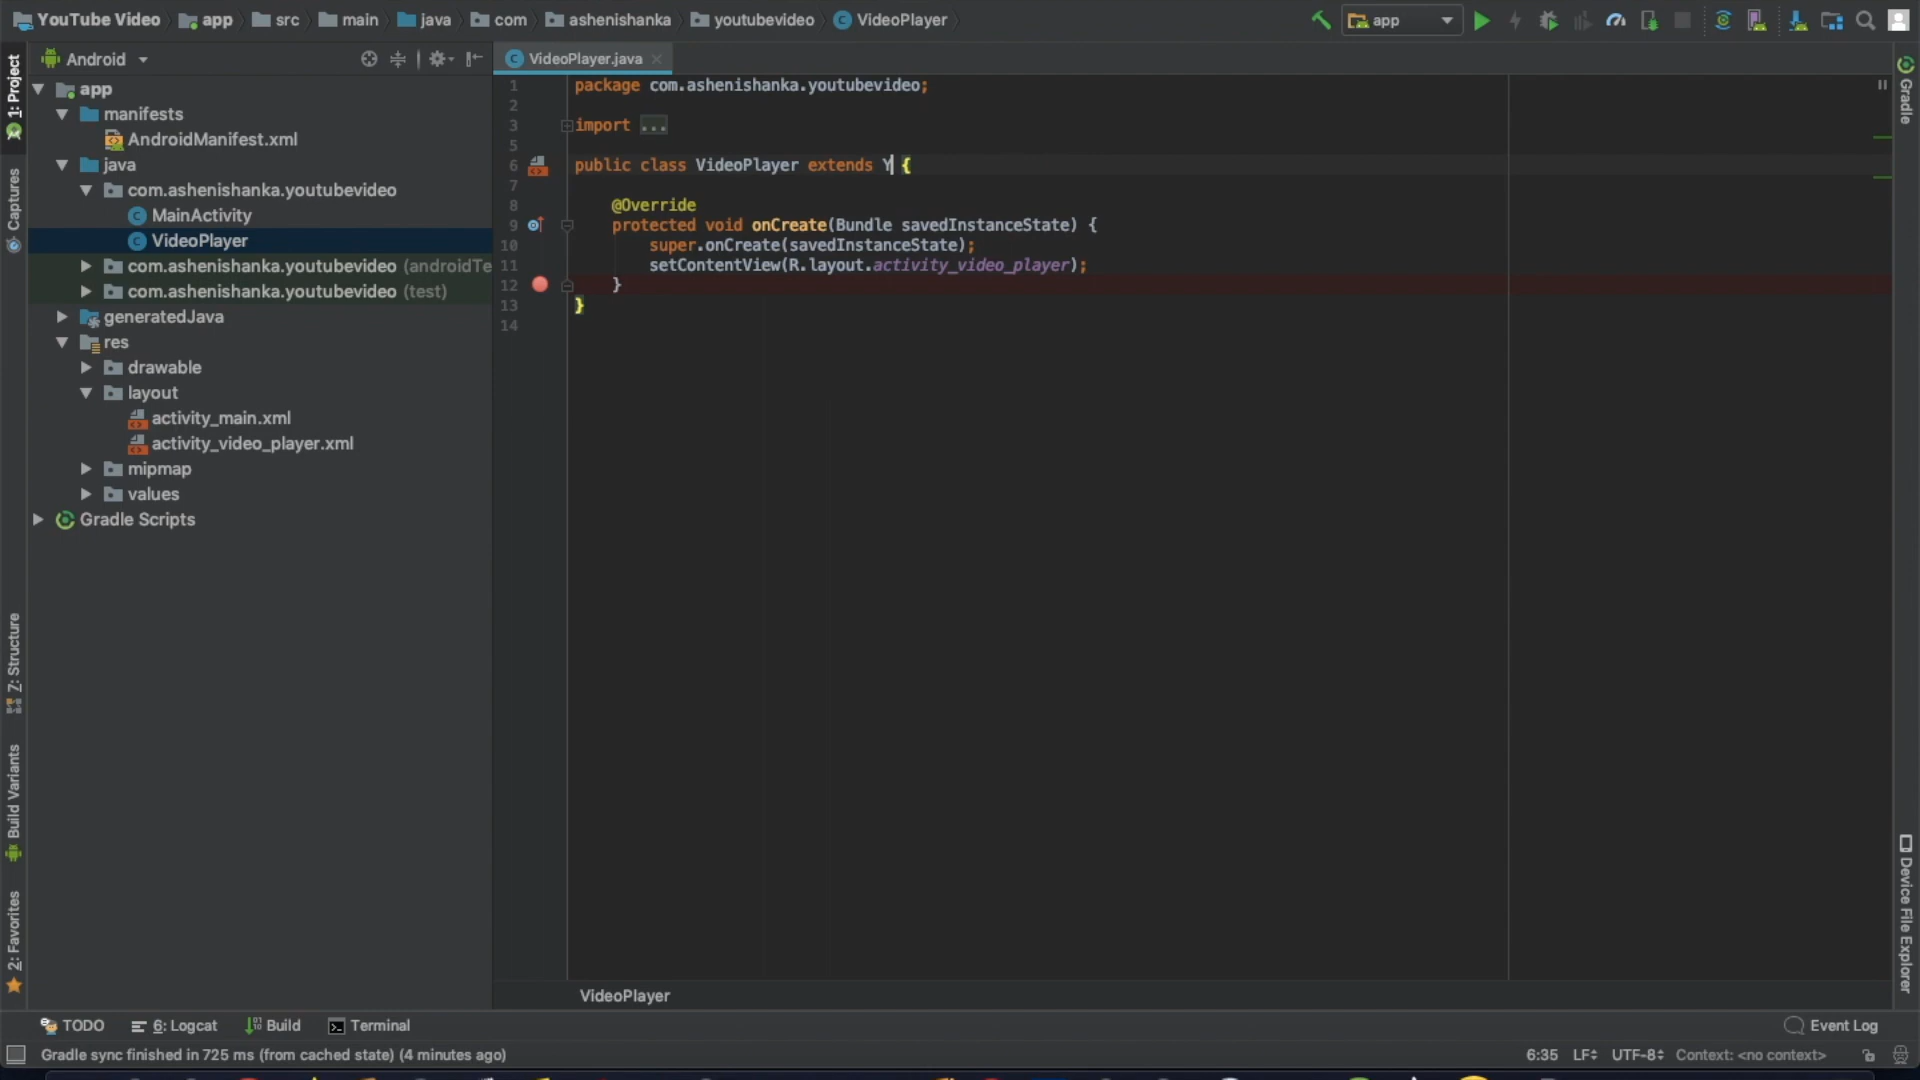 YouTube Video app src main java com ashenishanka youtubevideo VideoPlayer app
Android
VideoPlayer.java
1: Project
Captures
Z: Structure
Build Variants
2: Favorites
app
manifests
AndroidManifest.xml
java
com.ashenishanka.youtubevideo
MainActivity
VideoPlayer
com.ashenishanka.youtubevideo (androidTe
com.ashenishanka.youtubevideo (test)
generatedJava
res
drawable
layout
activity_main.xml
activity_video_player.xml
mipmap
values
Gradle Scripts
1 package com.ashenishanka.youtubevideo;
2
3 import ...
5
6 public class VideoPlayer extends Y {
7
8 @Override
9 protected void onCreate(Bundle savedInstanceState) {
10 super.onCreate(savedInstanceState);
11 setContentView(R.layout.activity_video_player);
12 }
13 }
14
VideoPlayer
Gradle
Device File Explorer
TODO 6: Logcat Build Terminal Event Log
Gradle sync finished in 725 ms (from cached state) (4 minutes ago) 6:35 LF UTF-8 Context: <no context>